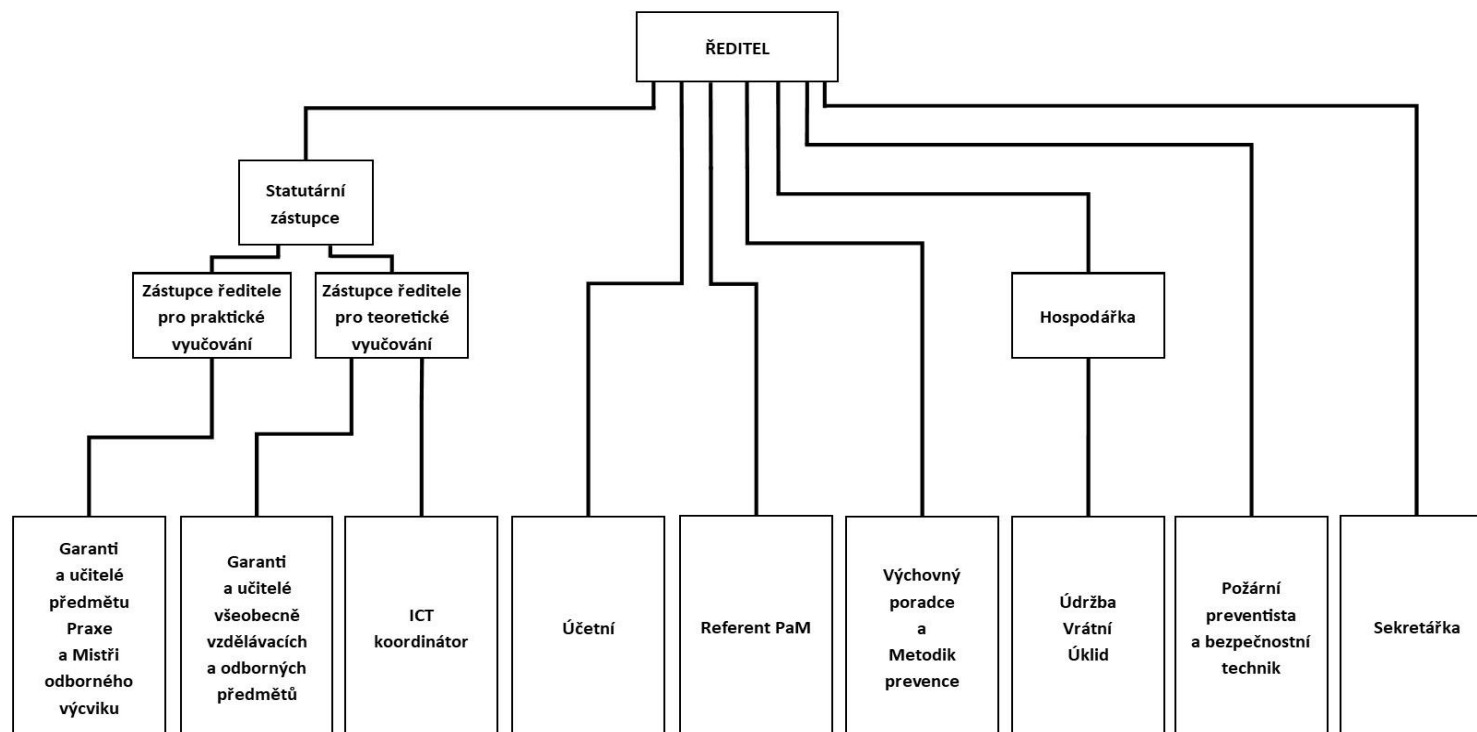 ŘEDITEL
Statutární
zástupce
Zástupce ředitele
pro praktické
vyučování
Zástupce ředitele
pro teoretické
vyučování
Hospodářka
Garanti
a učitelé
předmětu
Praxe
a Mistři
odborného
výcviku
Garanti
a učitelé
všeobecně
vzdělávacích
a odborných
předmětů
ICT
koordinátor
Účetní
Referent PaM
Výchovný
poradce
a
Metodik
prevence
Údržba
Vrátní
Úklid
Požární
preventista
a bezpečnostní
technik
Sekretářka